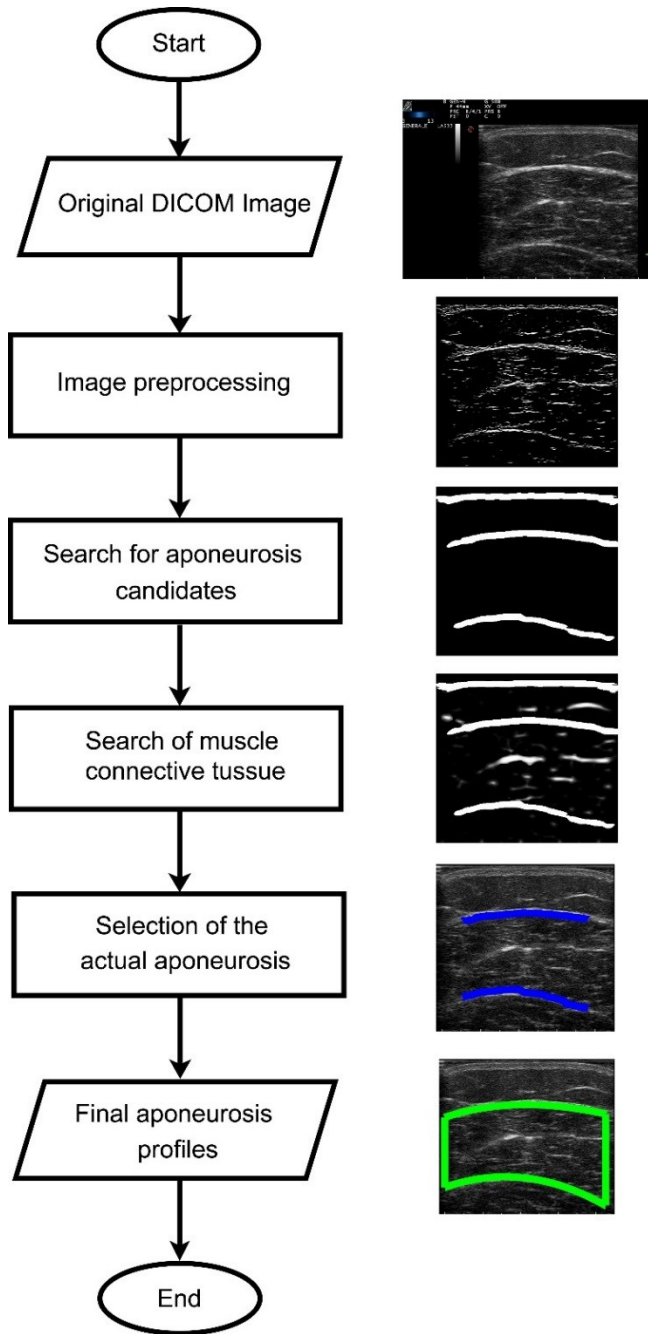 Start
Original DICOM Image
Image preprocessing
Search for aponeurosis
candidates
Search of muscle
connective tussue
Selection of the
actual aponeurosis
Final aponeurosis
profiles
End